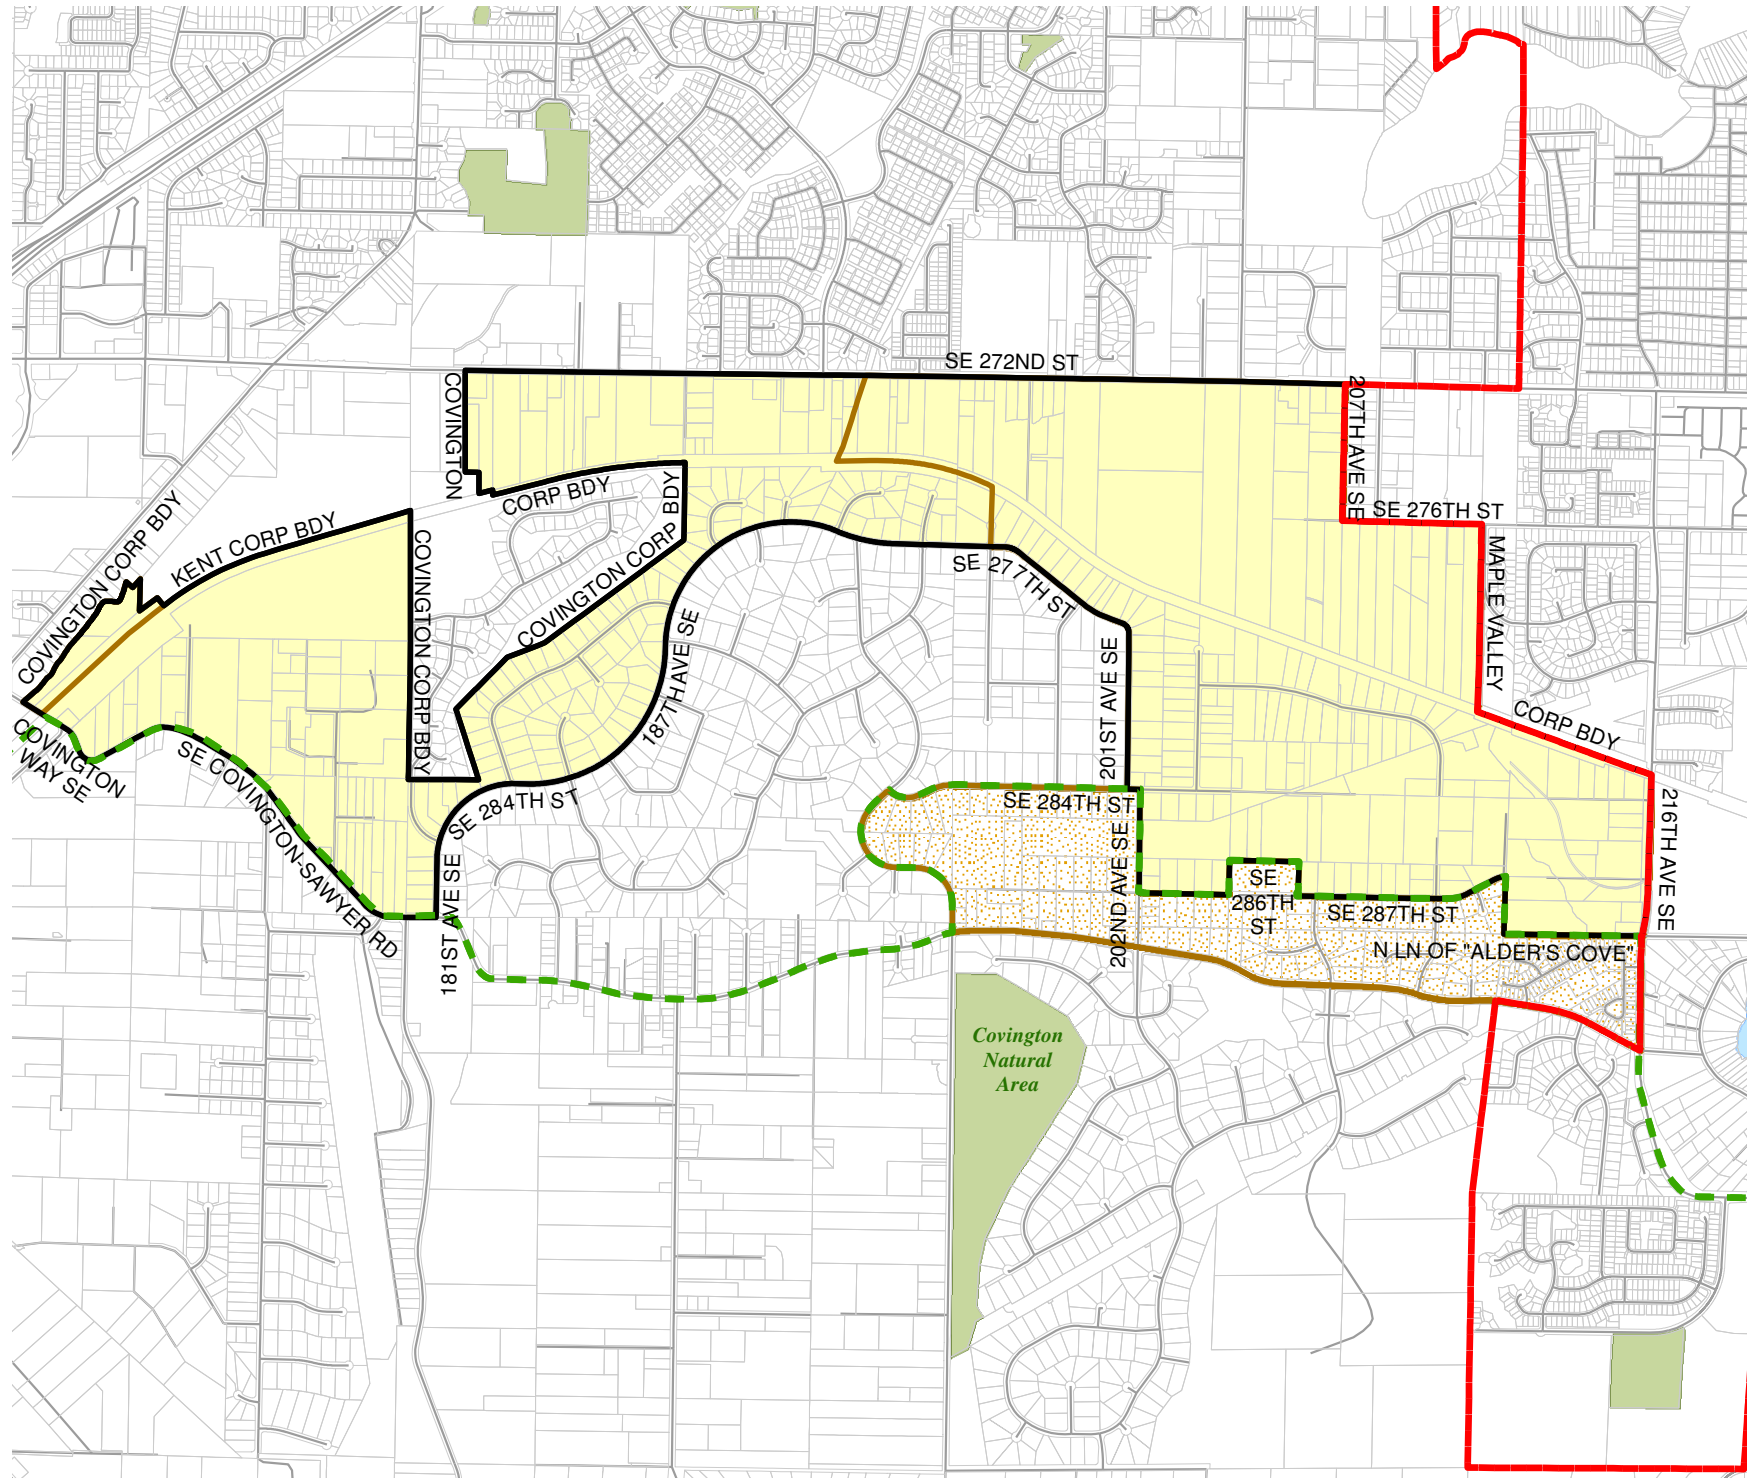 SE 272ND ST
COVINGTON
207TH AVE SE
CORP BDY
BDY
SE 276TH ST
COVINGTON CORP BDY
KENT CORP BDY
COVINGTON CORP BDY
COVINGTON CORP
SE 277TH ST
MAPLE VALLEY
187TH AVE SE
201ST AVE SE
CORP BDY
COVINGTON
WAY SE
SE COVINGTON-SAWYER RD
SE 284TH ST
SE 284TH ST
216TH AVE SE
202ND AVE SE
SE
286TH
ST
SE 287TH ST
181ST AVE SE
N LN OF "ALDER'S COVE"
Covington
Natural
Area